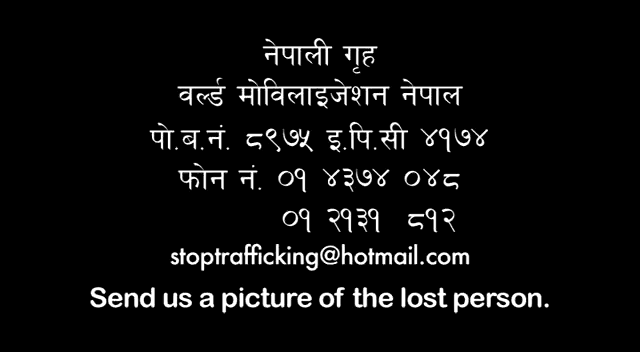 नेपाली गृह
वर्ल्ड मोविलाइजेशन नेपाल
पो.ब.नं. ८९७५ इ.पि.सी ४१७४
फोन नं. ०१ ४३७४ ०४८
०१ २१३१ ८१२
stoptrafficking@hotmail.com
Send us a picture of the lost person.